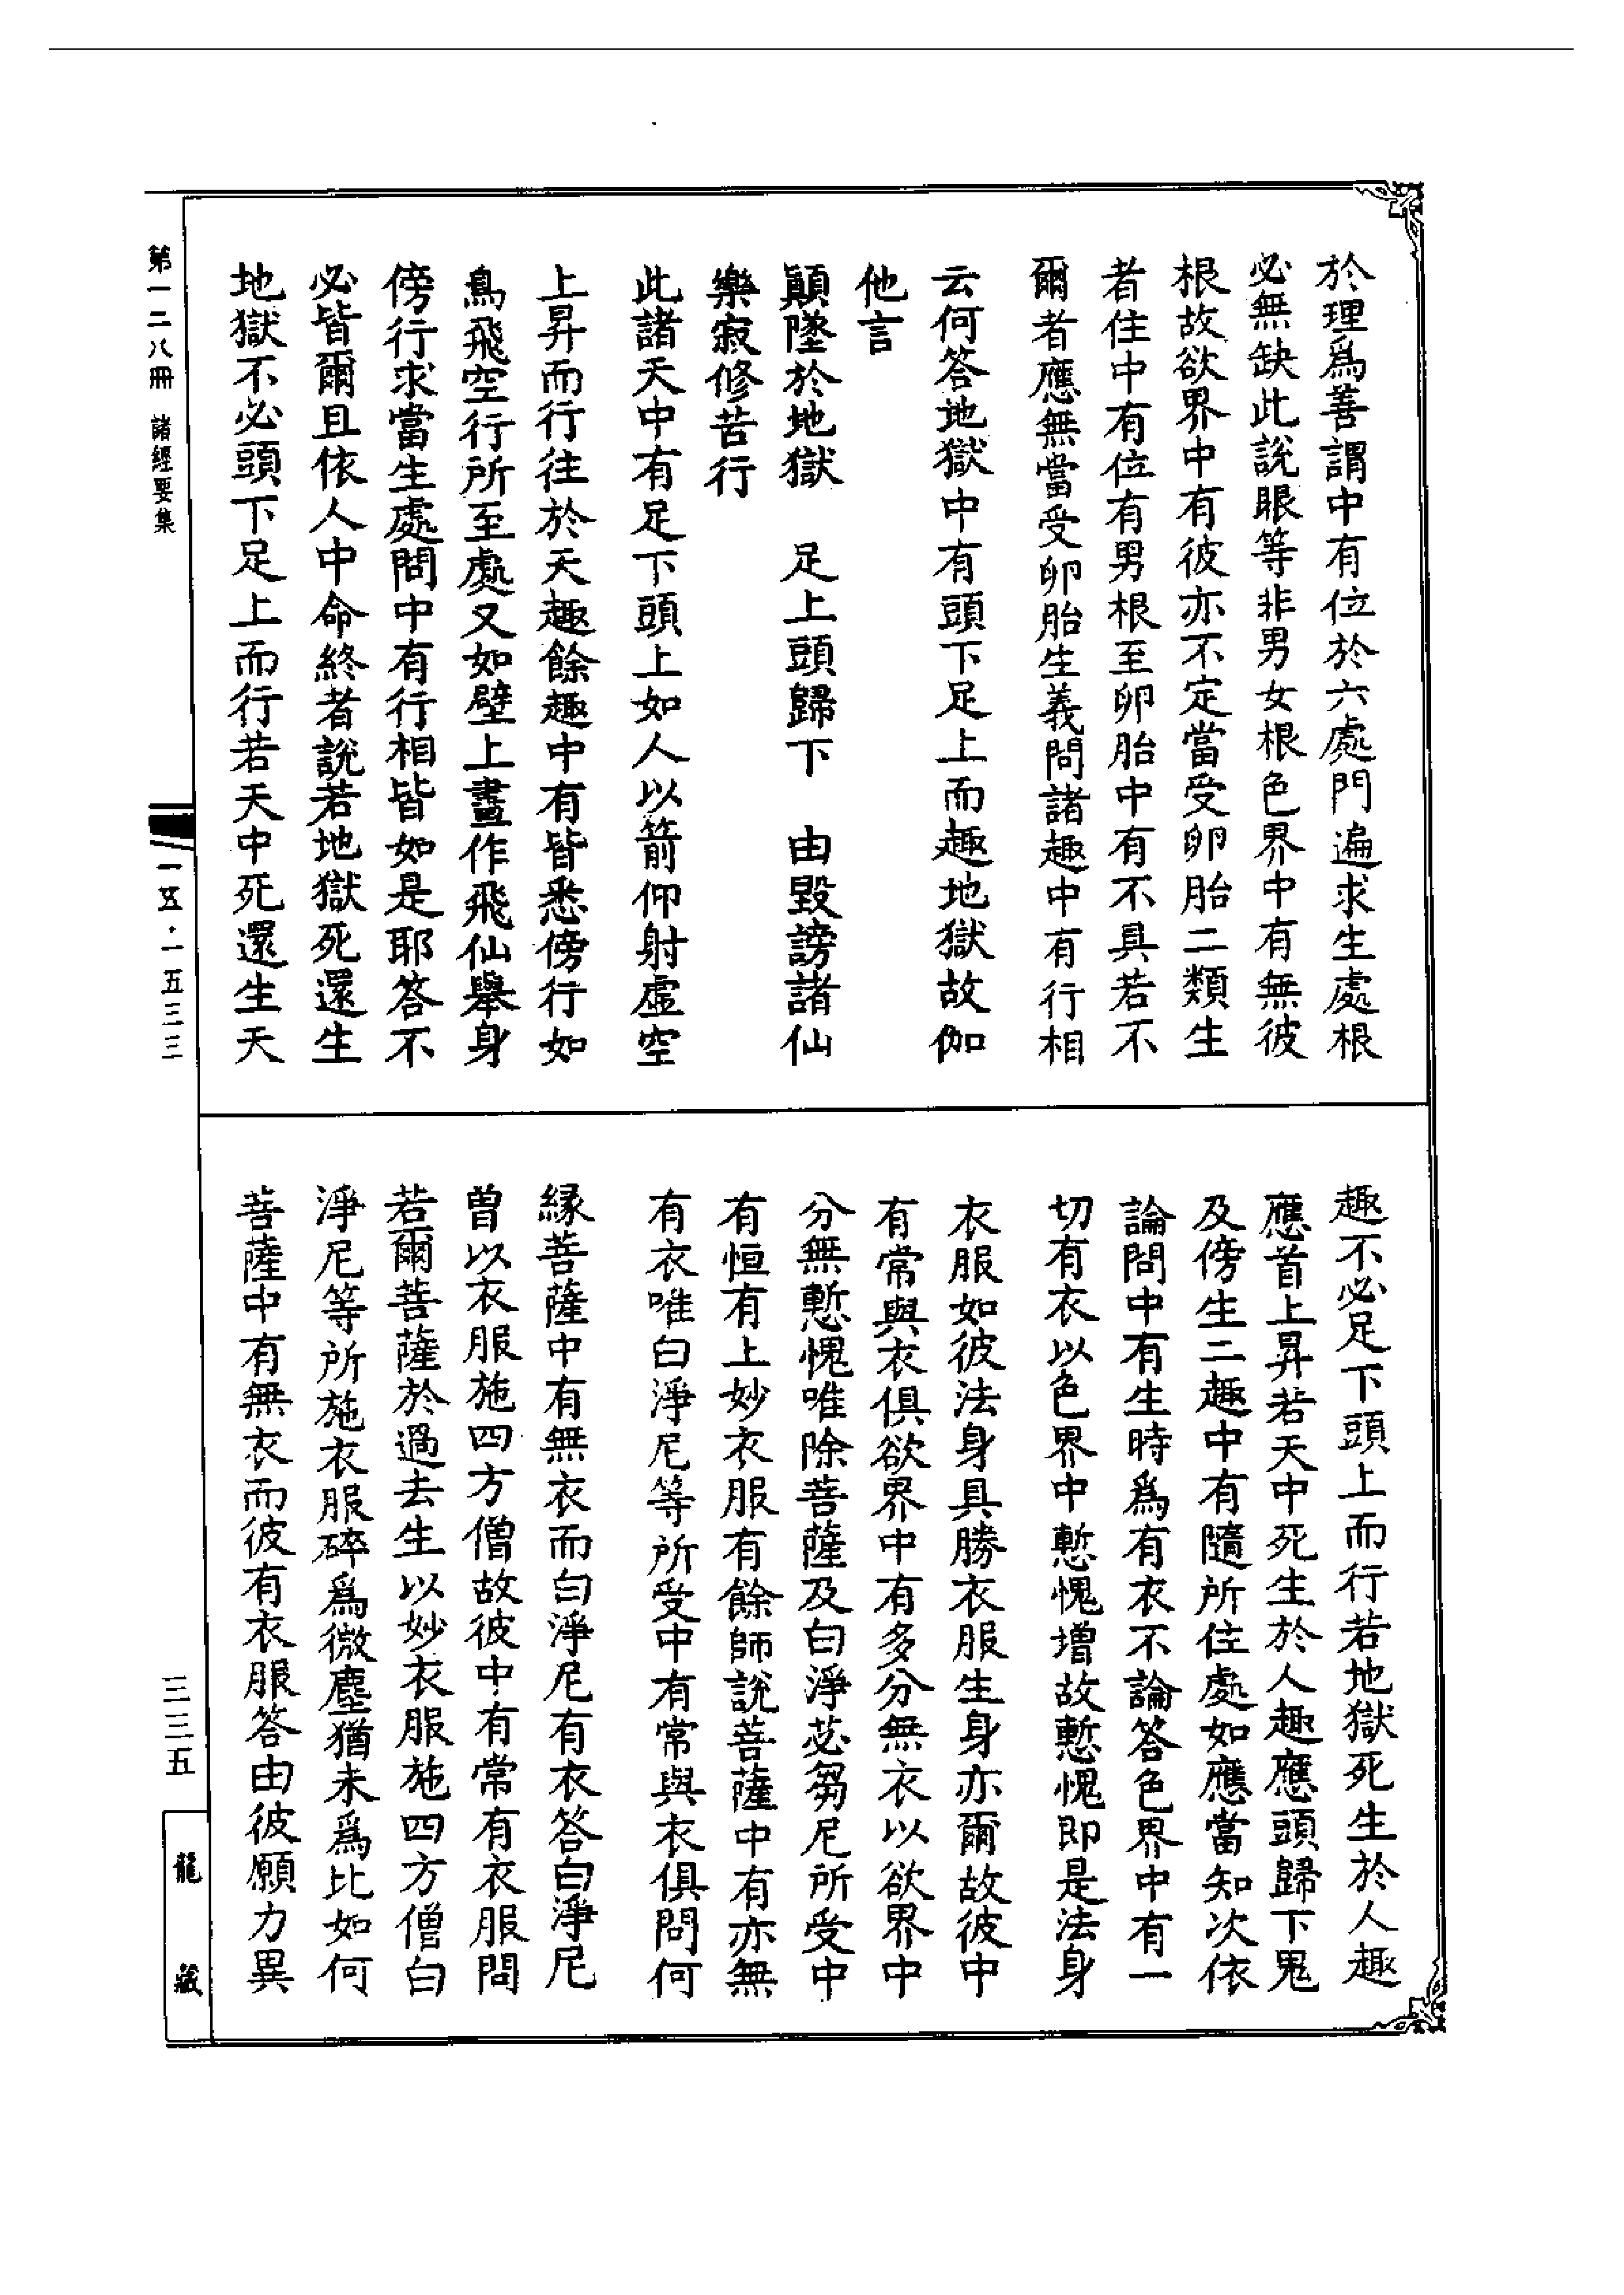 於理爲善謂中有位於六處門遍求生處根
必無缺此說眼等非男女根色界中有無彼
根故欲界中有彼亦不定當受卵胎二類生
者住中有位有男根至卵胎中有不具若不
爾者應無當受卵胎生義問諸趣中有行相
云何答地獄中有頭下足上而趣地獄故伽
他言
顚墜於地獄　足上頭歸下　由毀謗諸仙
樂寂修苦行
此諸天中有足下頭上如人以箭仰射虛空
上昇而行往於天趣餘趣中有皆悉傍行如
鳥飛空行所至處又如壁上畫作飛仙舉身
傍行求當生處問中有行相皆如是耶答不
必皆爾且依人中命終者說若地獄死還生
地獄不必頭下足上而行若天中死還生天
趣不必足下頭上而行若地獄死生於人趣
應首上昇若天中死生於人趣應頭歸下鬼
及傍生二趣中有隨所住處如應當知次依
論問中有生時爲有衣不論答色界中有一
切有衣以色界中慙愧增故慙愧即是法身
衣服如彼法身具勝衣服生身亦爾故彼中
有常與衣俱欲界中有多分無衣以欲界中
分無慙愧唯除菩薩及白淨苾芻尼所受中
有恒有上妙衣服有餘師說菩薩中有亦無
有衣唯白淨尼等所受中有常與衣俱問何
緣菩薩中有無衣而白淨尼有衣答白淨尼
曾以衣服施四方僧故彼中有常有衣服問
若爾菩薩於過去生以妙衣服施四方僧白
淨尼等所施衣服碎爲微塵猶未爲比如何
菩薩中有無衣而彼有衣服答由彼願力異
第一二八冊　諸經要集
一五·一五三三
三三五
龍藏